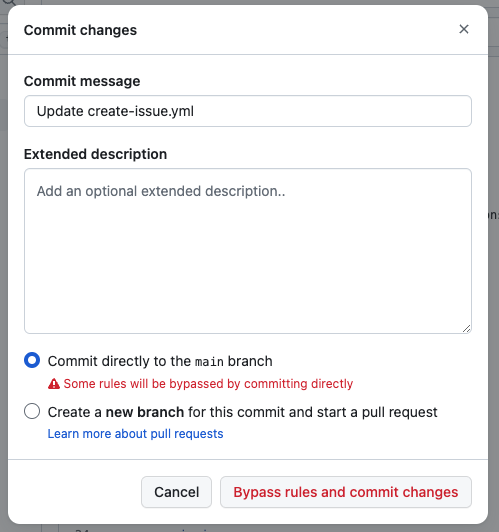 Commit changes
Commit message
Update create-issue.yml
Extended description
Add an optional extended description..
Commit directly to the main branch
Some rules will be bypassed by committing directly
Create a new branch for this commit and start a pull request
Learn more about pull requests
Cancel
Bypass rules and commit changes